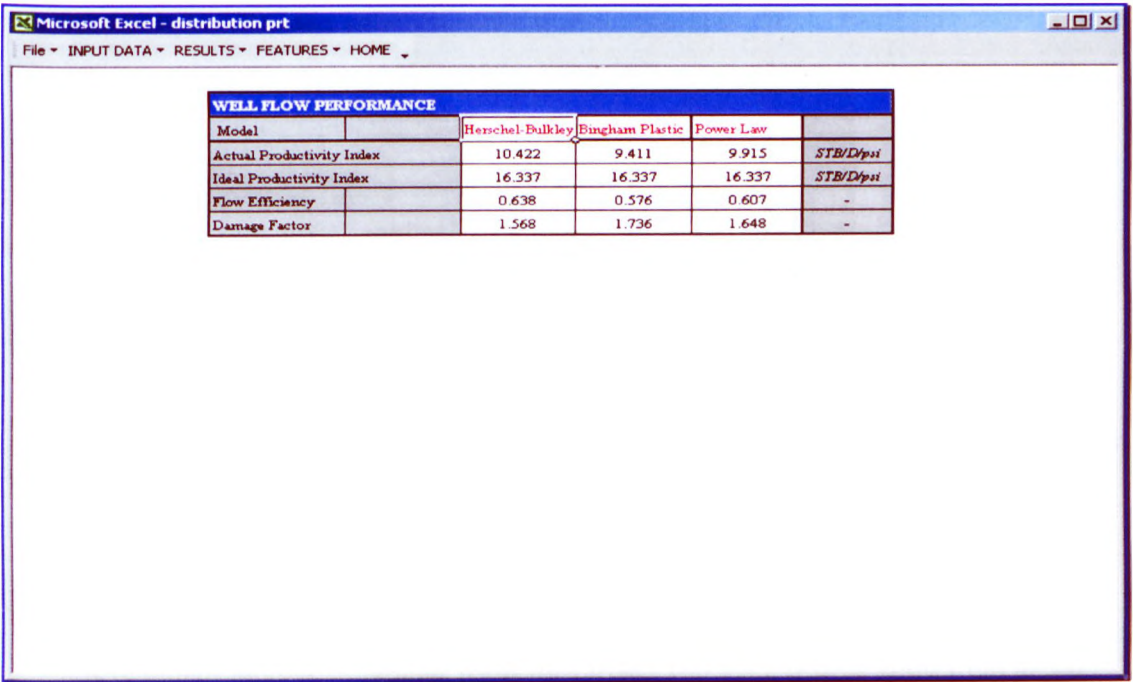 Microsoft Excel - distribution prt
File INPUT DATA RESULTS FEATURES HOME
WELL FLOW PERFORMANCE
Model Herschel-Bulkley Bingham Plastic Power Law
Actual Productivity Index 10.422 9.411 9.915 STB/D/psi
Ideal Productivity Index 16.337 16.337 16.337 STB/D/psi
Flow Efficiency 0.638 0.576 0.607 -
Damage Factor 1.568 1.736 1.648 -